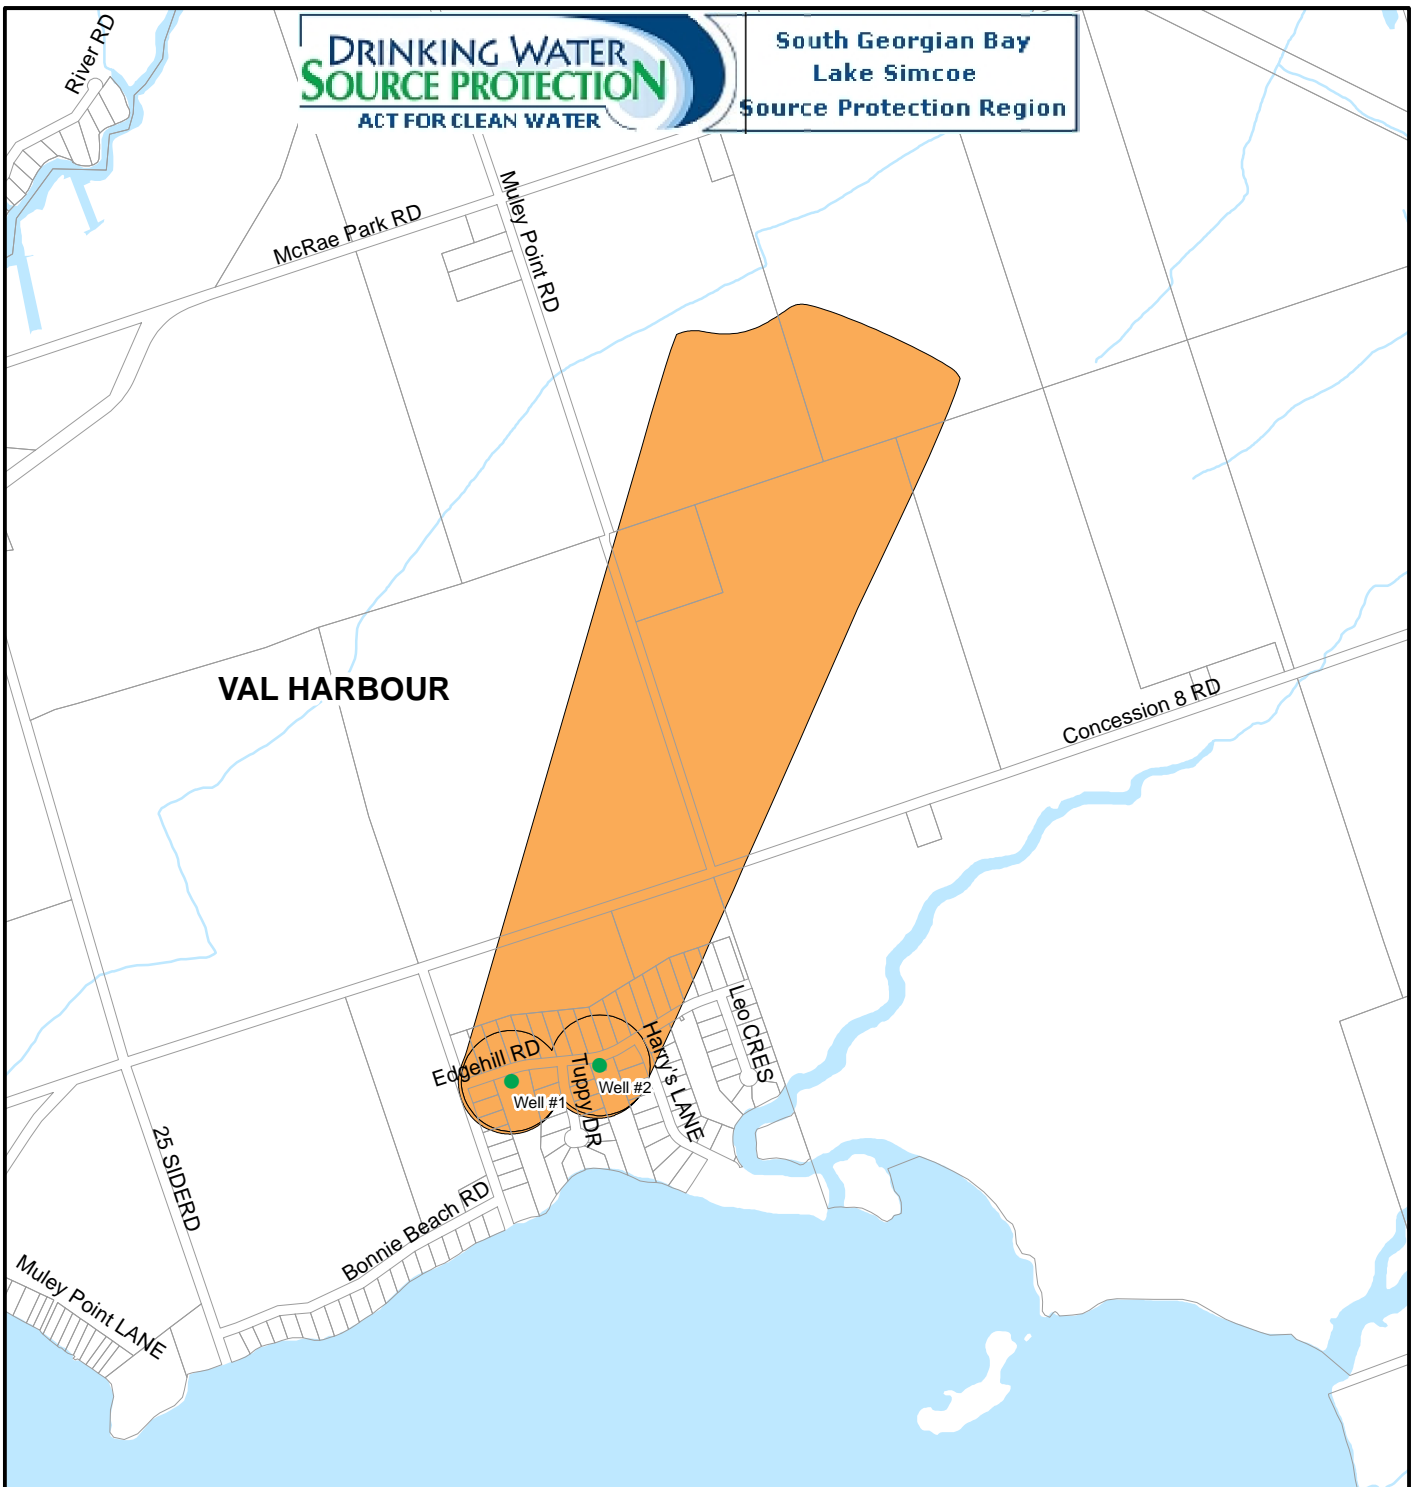 DRINKING WATER
SOURCE PROTECTION
ACT FOR CLEAN WATER
South Georgian Bay
Lake Simcoe
Source Protection Region
River RD
McRae Park RD
Muley Point RD
VAL HARBOUR
Concession 8 RD
Leo CRES
Harry's LANE
Edgehill RD
Tuppy DR
Well #2
Well #1
25 SIDERD
Bonnie Beach RD
Muley Point LANE